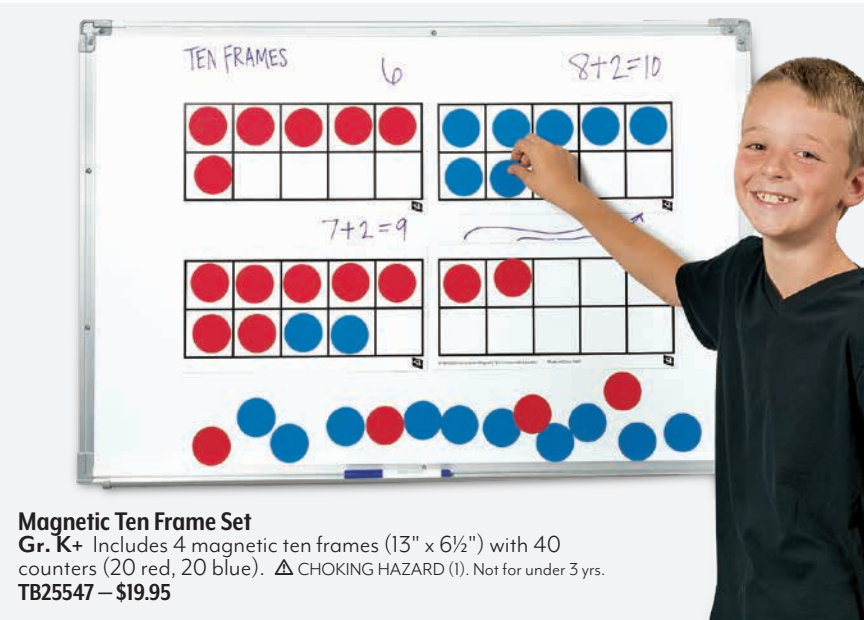 TEN FRAMES
6
8+2=10
7+2=9
Magnetic Ten Frame Set
Gr. K+ Includes 4 magnetic ten frames (13" x 6½") with 40
counters (20 red, 20 blue). ⚠ CHOKING HAZARD (1). Not for under 3 yrs.
TB25547 — $19.95